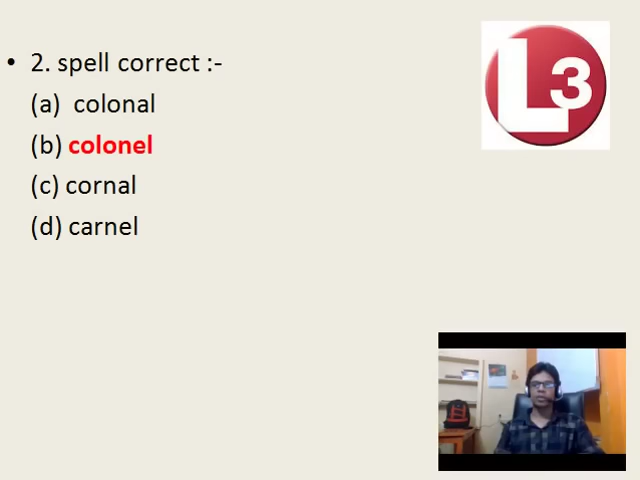 • 2. spell correct :-
(a) colonal
(b) colonel
(c) cornal
(d) carnel
L3